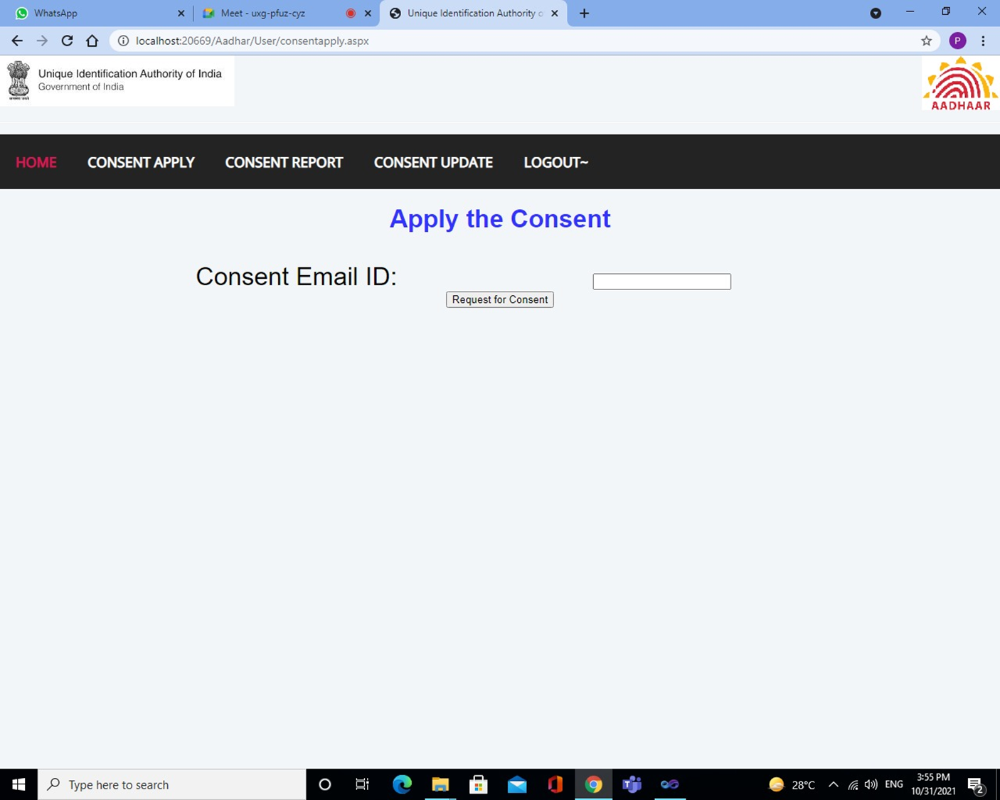 WhatsApp
Meet - uxg-pfuz-cyz
Unique Identification Authority o
localhost:20669/Aadhar/User/consentapply.aspx
P
Unique Identification Authority of India
Government of India
AADHAAR
HOME CONSENT APPLY CONSENT REPORT CONSENT UPDATE LOGOUT~
Apply the Consent
Consent Email ID:
Request for Consent
Type here to search
28°C
ENG
3:55 PM
10/31/2021
2